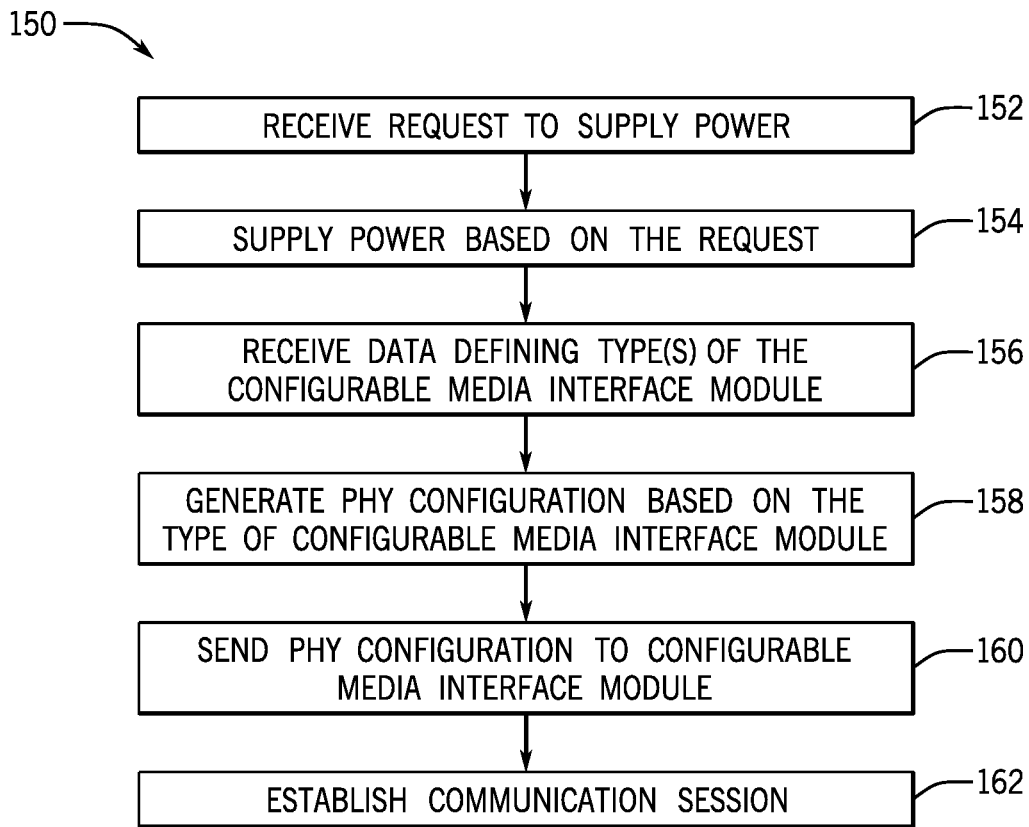 150
RECEIVE REQUEST TO SUPPLY POWER
152
SUPPLY POWER BASED ON THE REQUEST
154
RECEIVE DATA DEFINING TYPE(S) OF THE
CONFIGURABLE MEDIA INTERFACE MODULE
156
GENERATE PHY CONFIGURATION BASED ON THE
TYPE OF CONFIGURABLE MEDIA INTERFACE MODULE
158
SEND PHY CONFIGURATION TO CONFIGURABLE
MEDIA INTERFACE MODULE
160
ESTABLISH COMMUNICATION SESSION
162